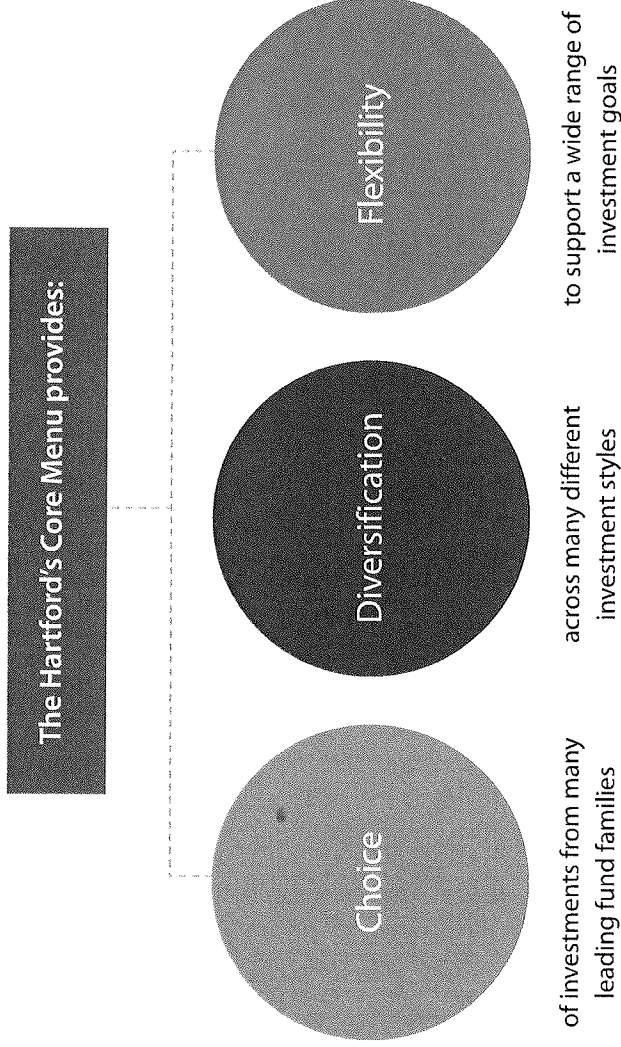 The Hartford's Core Menu provides:
Choice
of investments from many
leading fund families
Diversification
across many different
investment styles
Flexibility
to support a wide range of
investment goals